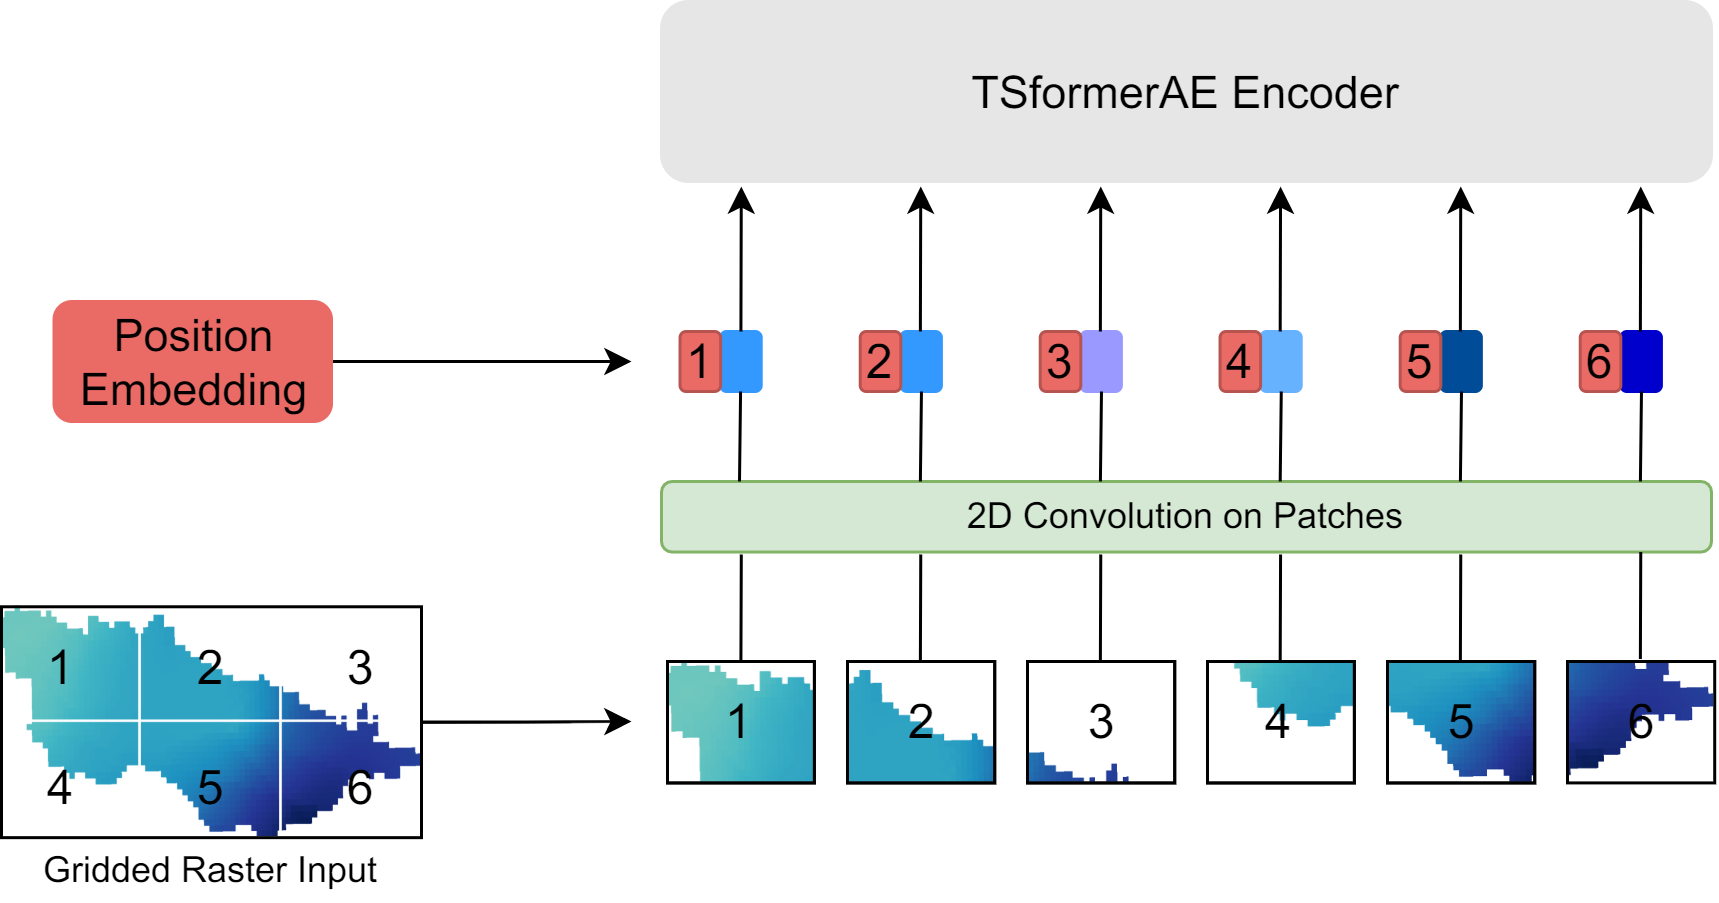 TSformerAE Encoder
Position
Embedding
1 2 3 4 5 6
2D Convolution on Patches
1 2 3
4 5 6
Gridded Raster Input
1 2 3 4 5 6